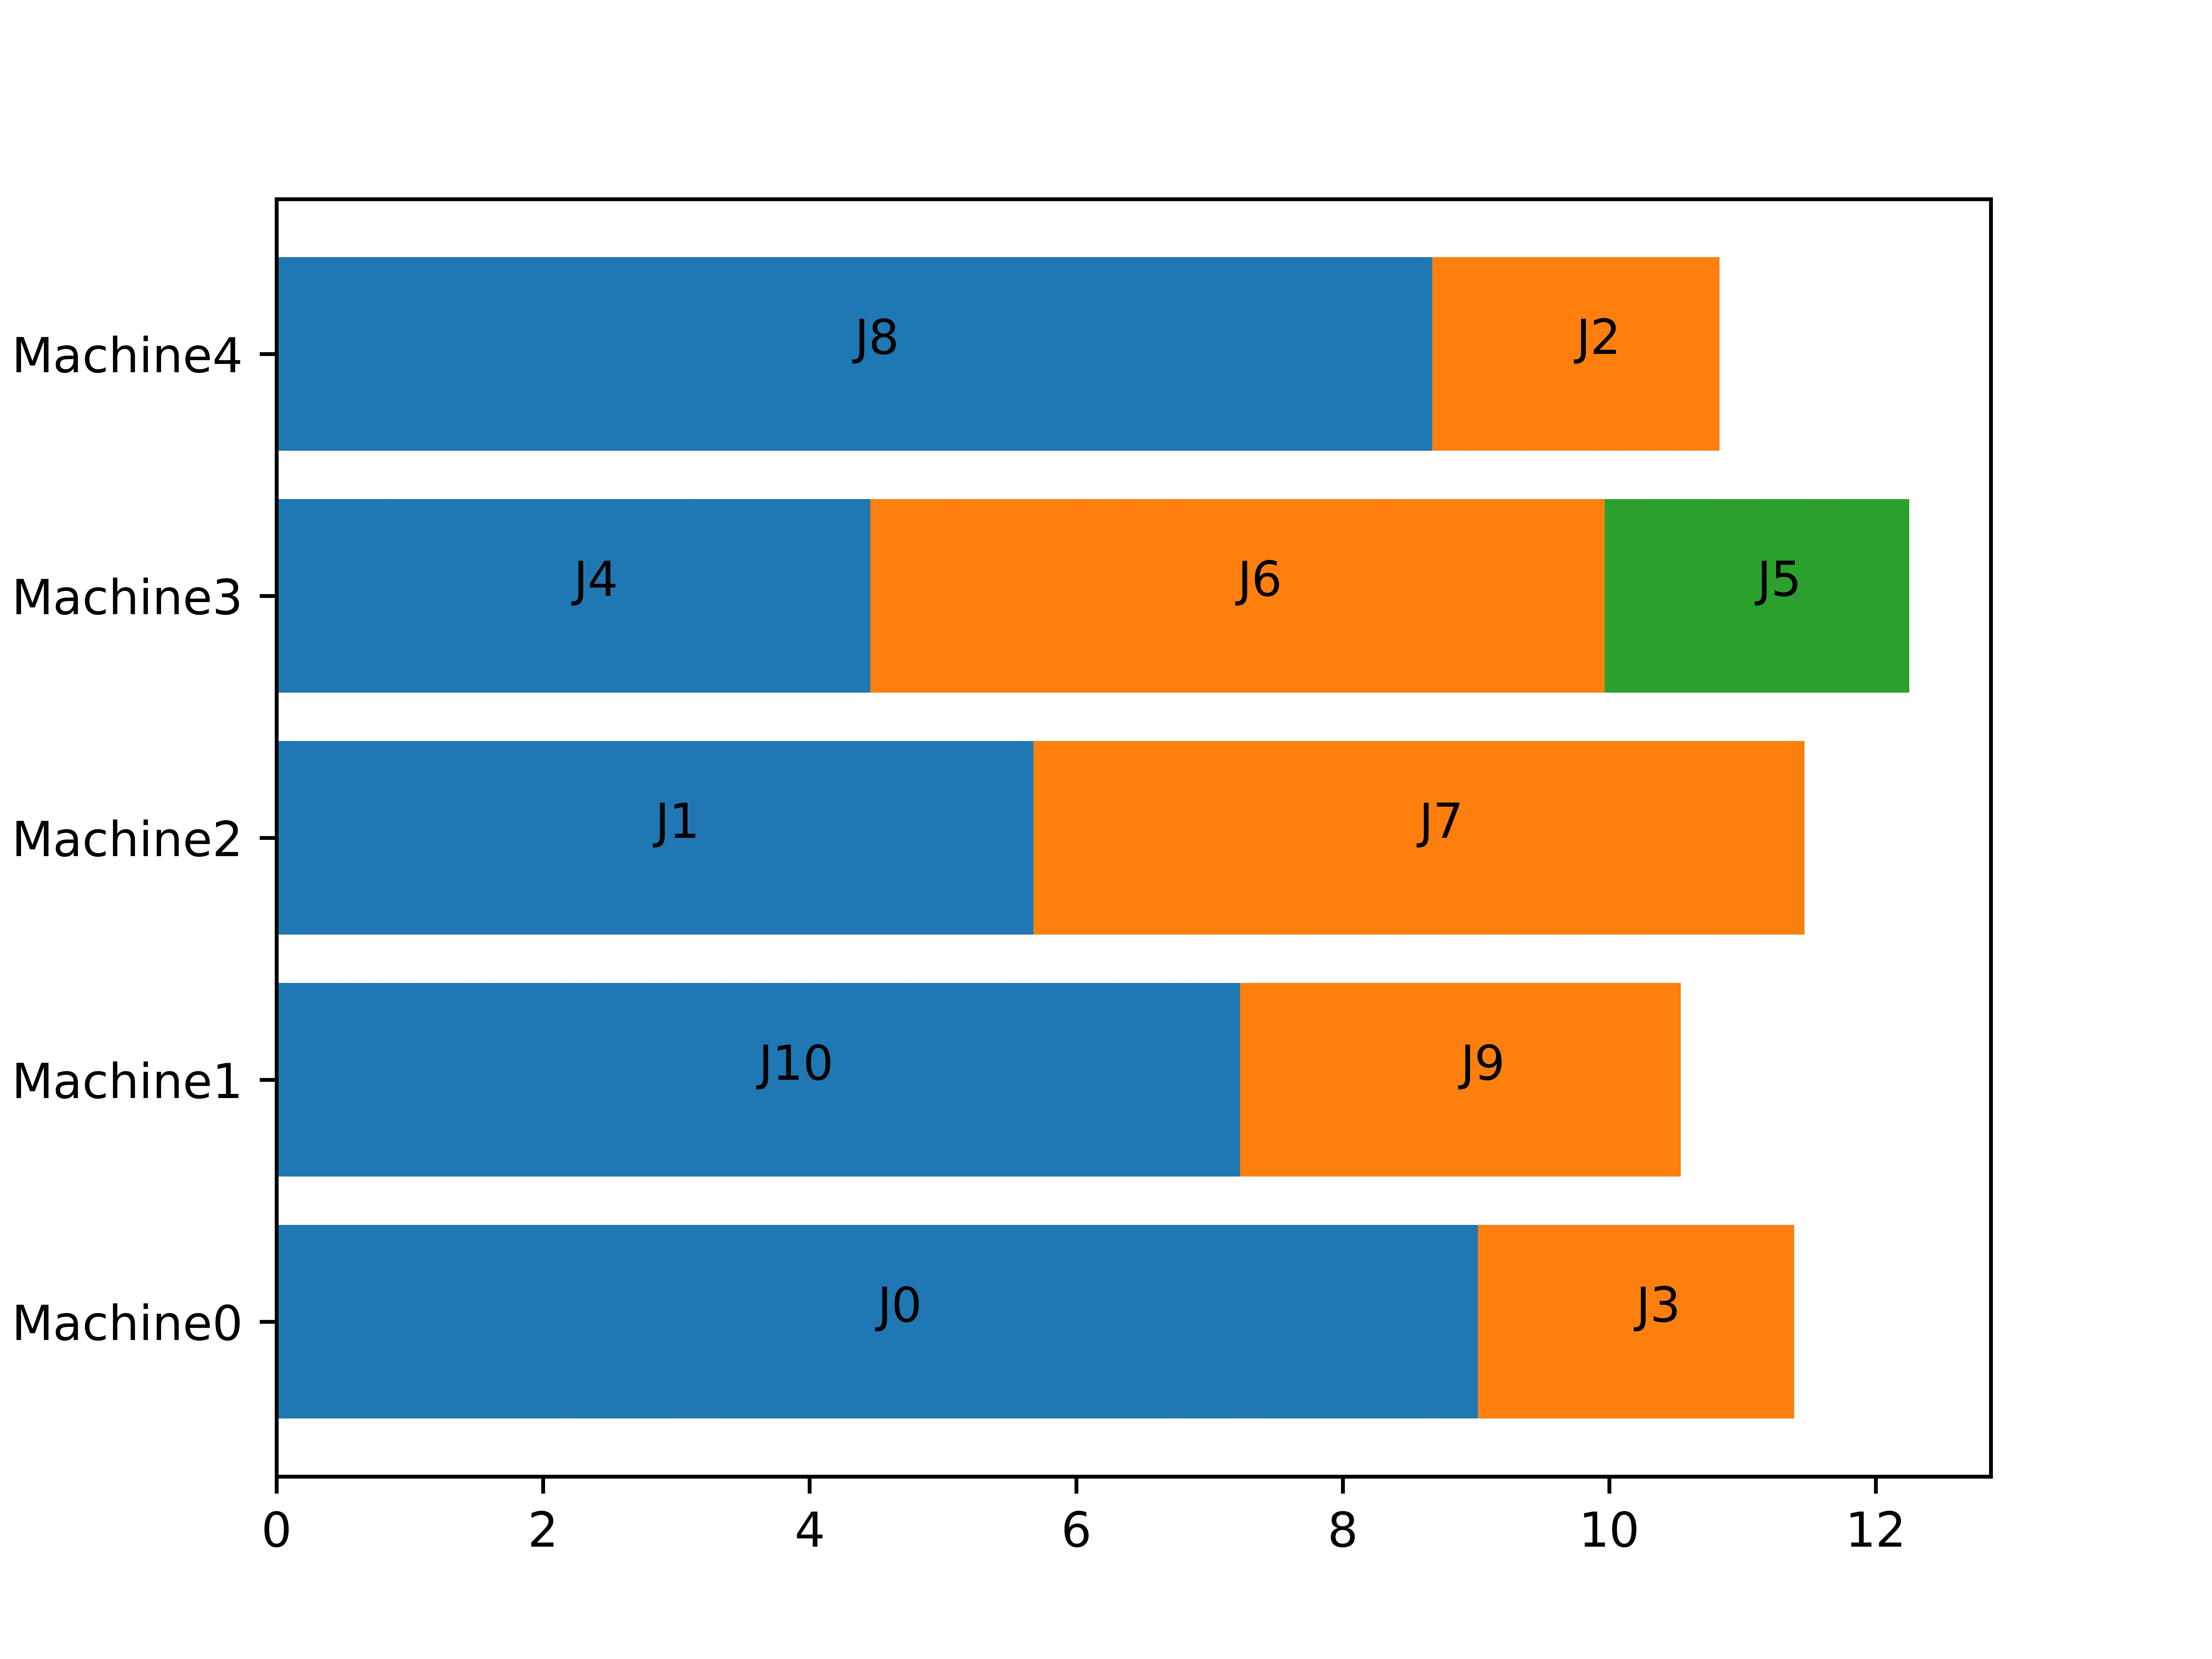 Machine4 J8 J2
Machine3 J4 J6 J5
Machine2 J1 J7
Machine1 J10 J9
Machine0 J0 J3
0 2 4 6 8 10 12